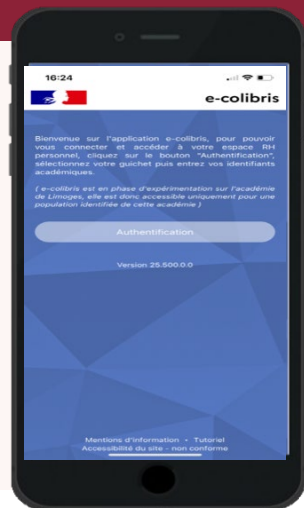 16:24
e-colibris
Bienvenue sur l'application e-colibris, pour pouvoir
vous connecter et accéder à votre espace RH
personnel, cliquez sur le bouton "Authentification",
sélectionnez votre guichet puis entrez vos identifiants
académiques.
( e-colibris est en phase d'expérimentation sur l'académie
de Limoges, elle est donc accessible uniquement pour une
population identifiée de cette académie )
Authentification
Version 25.500.0.0
Mentions d'information - Tutoriel
Accessibilité du site - non conforme